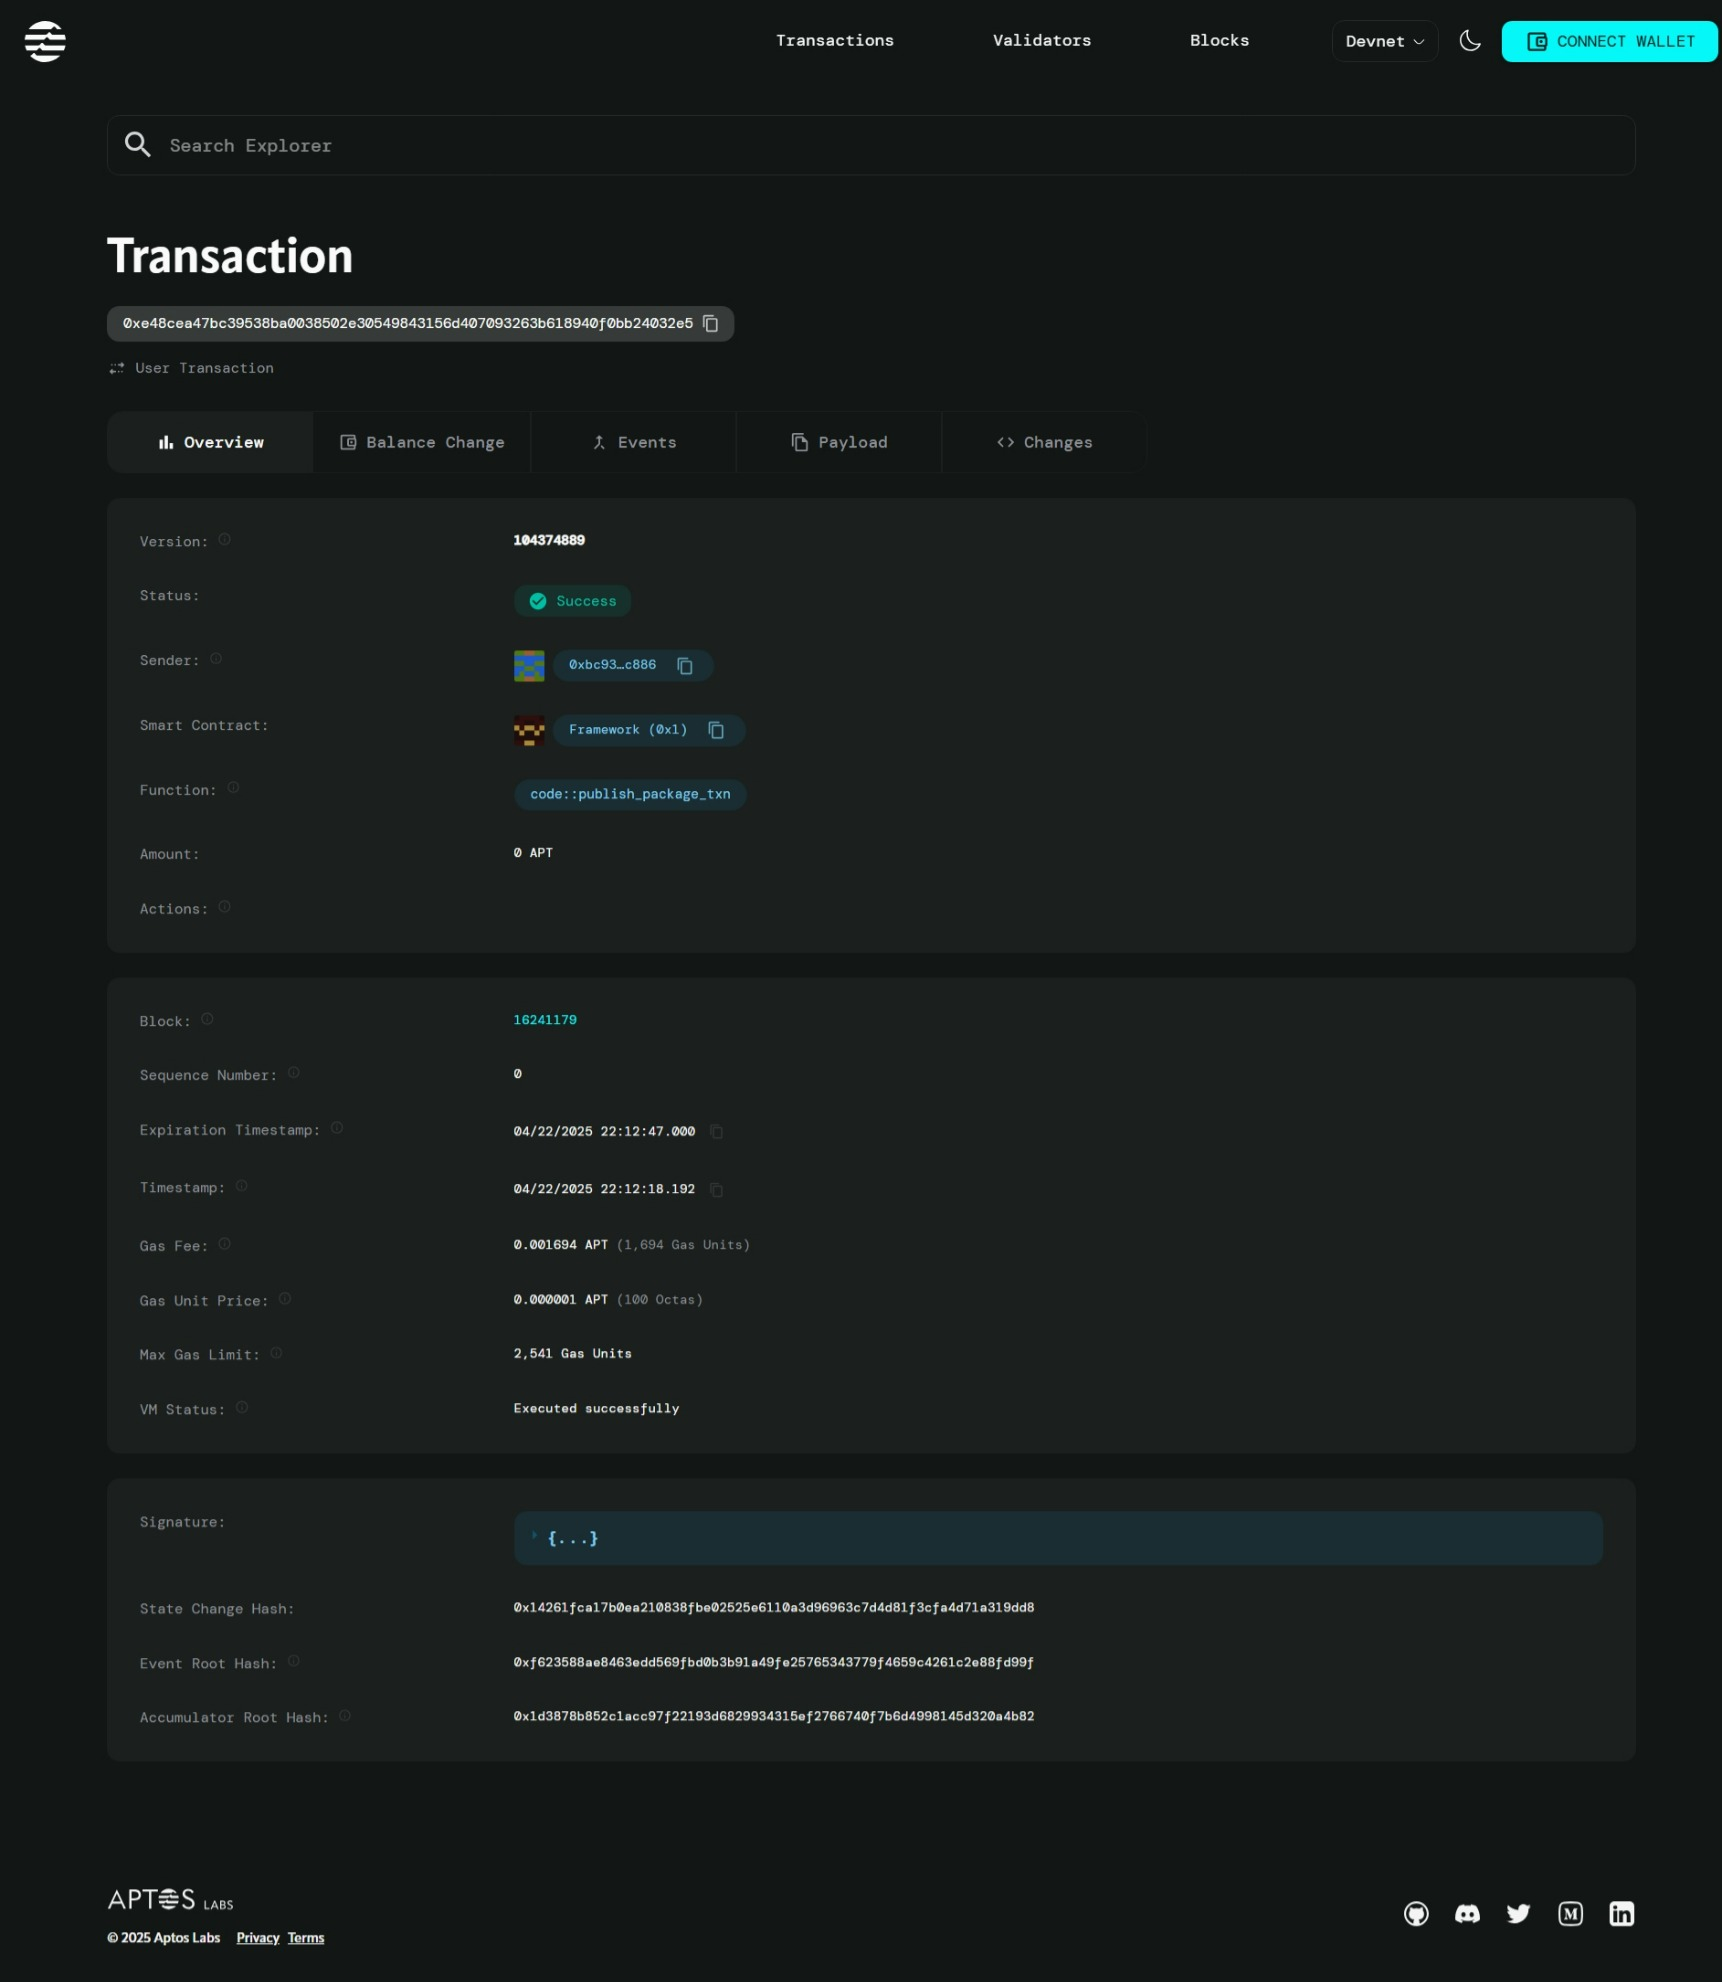 Transactions
Validators
Blocks
Devnet
CONNECT WALLET
Search Explorer
Transaction
0xe48cea47bc39538ba0038502e30549843156d407093263b618940f0bb24032e5
User Transaction
Overview
Balance Change
Events
Payload
Changes
Version: 104374889
Status: Success
Sender: 0xbc93…c886
Smart Contract: Framework (0x1)
Function: code::publish_package_txn
Amount: 0 APT
Actions:
Block: 16241179
Sequence Number: 0
Expiration Timestamp: 04/22/2025 22:12:47.000
Timestamp: 04/22/2025 22:12:18.192
Gas Fee: 0.001694 APT (1,694 Gas Units)
Gas Unit Price: 0.000001 APT (100 Octas)
Max Gas Limit: 2,541 Gas Units
VM Status: Executed successfully
Signature: {...}
State Change Hash: 0x14261fca17b0ea210838fbe02525e6110a3d96963c7d4d81f3cfa4d71a319dd8
Event Root Hash: 0xf623588ae8463edd569fbd0b3b91a49fe25765343779f4659c4261c2e88fd99f
Accumulator Root Hash: 0x1d3878b852c1acc97f22193d6829934315ef2766740f7b6d4998145d320a4b82
APTOS LABS
© 2025 Aptos Labs Privacy Terms